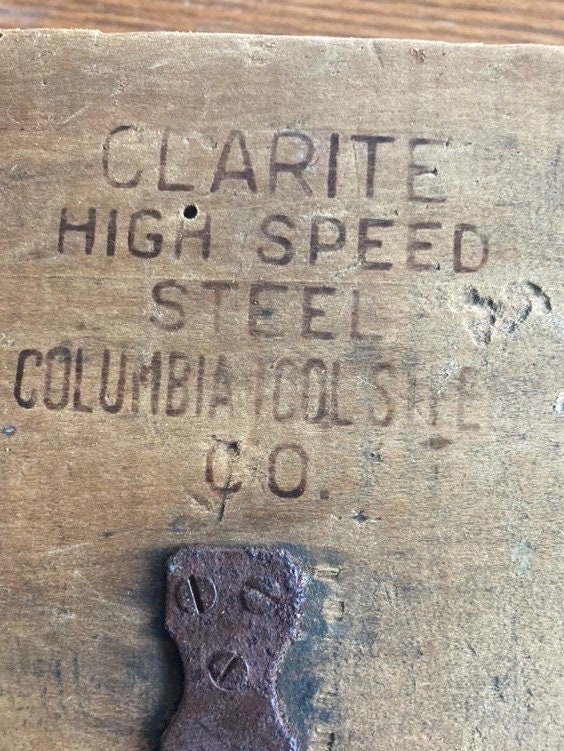 CLARITE
HIGH SPEED
STEEL
COLUMBIA TOOL STEEL
CO.